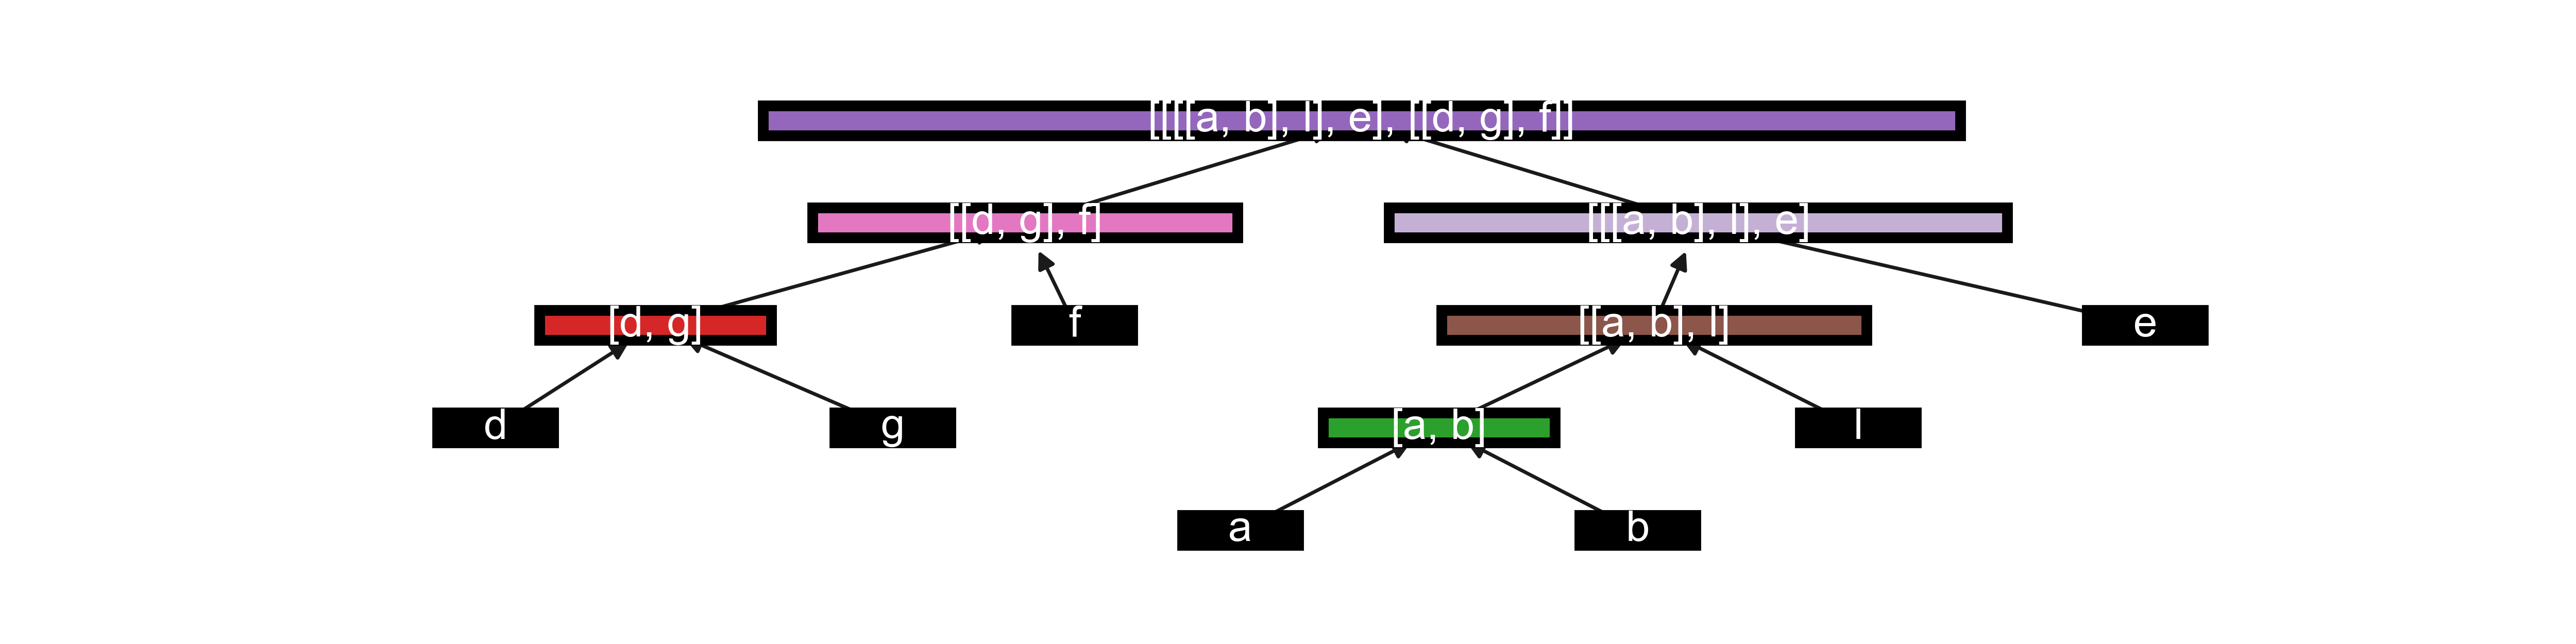 [[[[a, b], l], e], [[d, g], f]]
[[d, g], f] [[[a, b], l], e]
[d, g] f [[a, b], l] e
d g [a, b] l
a b